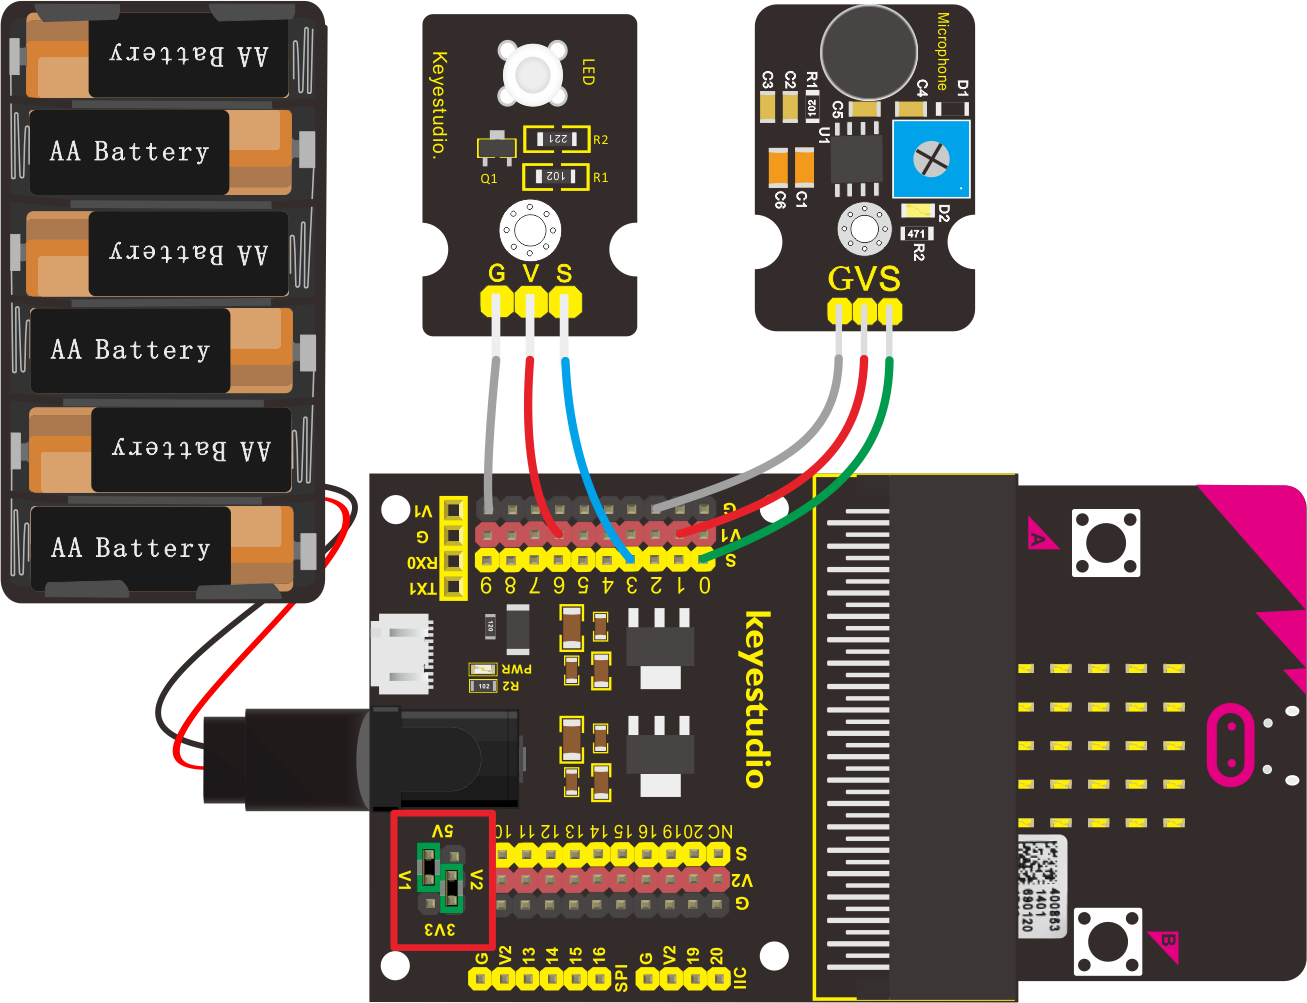 AA Battery
AA Battery
AA Battery
AA Battery
AA Battery
AA Battery
Keyestudio.
LED
R2
221
R1
102
Q1
G V S
Microphone
C3
C2
R1
102
C5
C4
D1
U1
C6
C1
D2
471
R2
GVS
V1
G
RX0
TX1
G
V1
S
9 8 7 6 5 4 3 2 1 0
120
PWR
R2
102
keyestudio
5V
V1
V2
3V3
10 11 12 13 14 15 16 19 20 NC
S
V2
G
G V2 13 14 15 16 SPI
G V2 19 20 IIC
A
B
400863
1401
690120